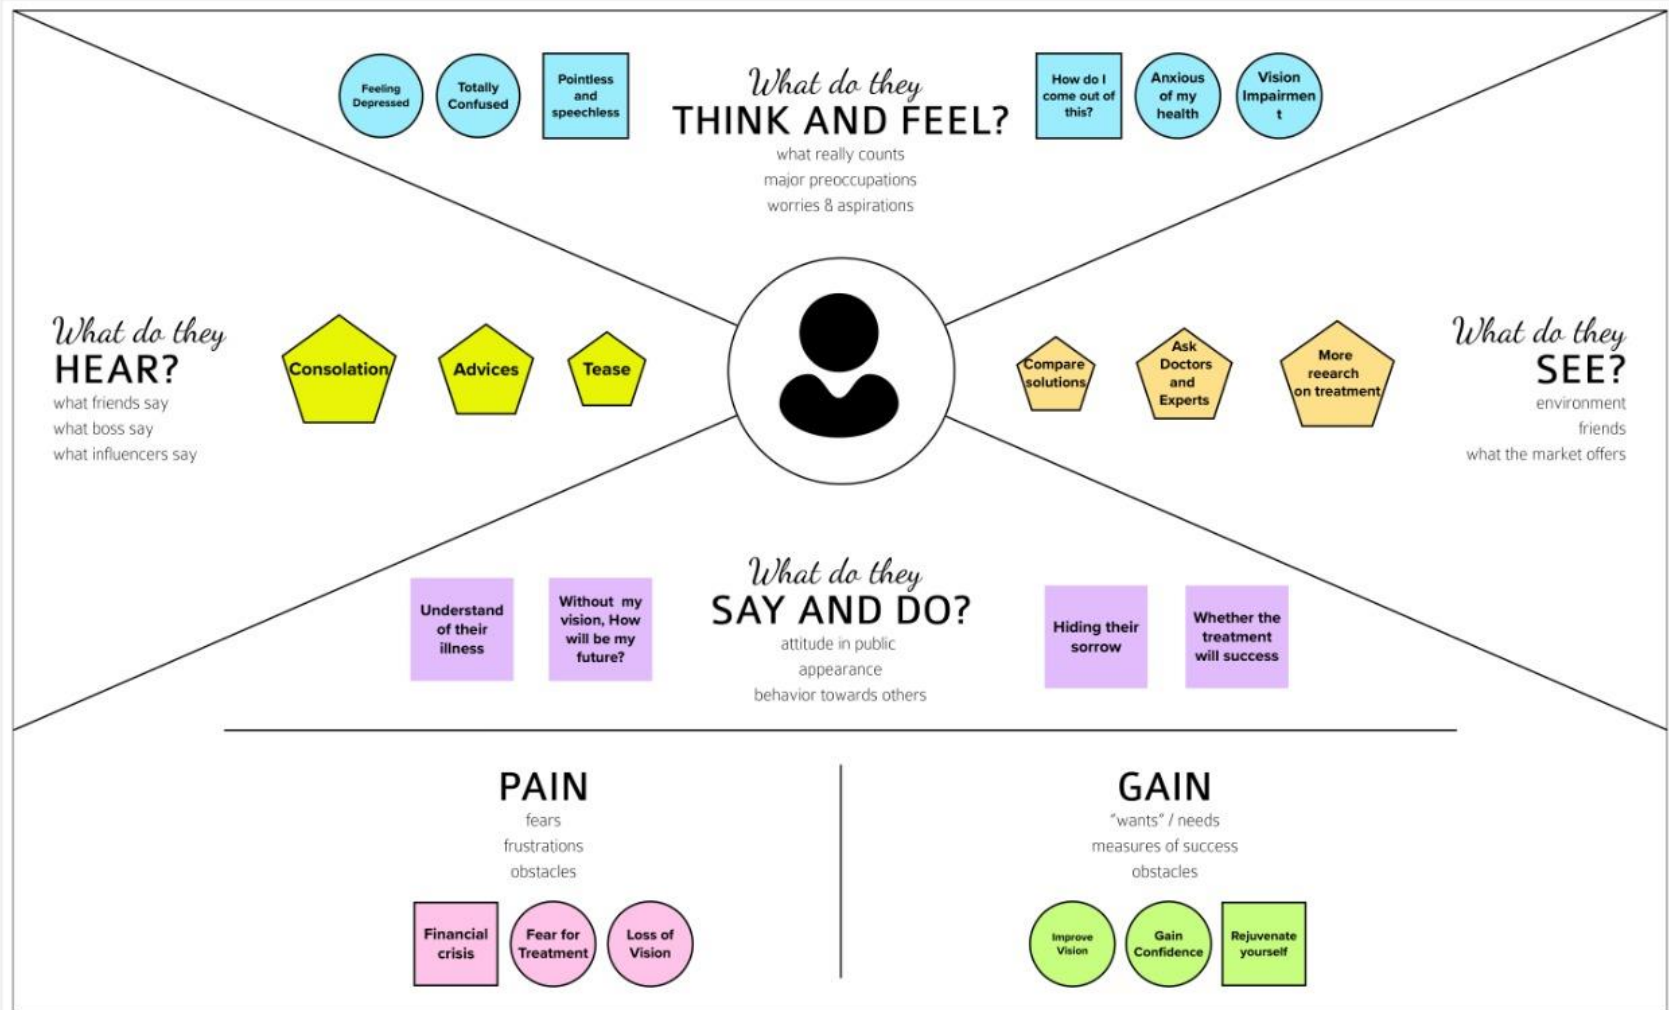 Feeling
Depressed
Totally
Confused
Pointless
and
speechless
What do they
THINK AND FEEL?
what really counts
major preoccupations
worries & aspirations
How do I
come out of
this?
Anxious
of my
health
Vision
Impairmen
t
What do they
HEAR?
what friends say
what boss say
what influencers say
Consolation
Advices
Tease
Compare
solutions
Ask
Doctors
and
Experts
More
reearch
on treatment
What do they
SEE?
environment
friends
what the market offers
Understand
of their
illness
Without my
vision, How
will be my
future?
What do they
SAY AND DO?
attitude in public
appearance
behavior towards others
Hiding their
sorrow
Whether the
treatment
will success
PAIN
fears
frustrations
obstacles
Financial
crisis
Fear for
Treatment
Loss of
Vision
GAIN
"wants" / needs
measures of success
obstacles
Improve
Vision
Gain
Confidence
Rejuvenate
yourself